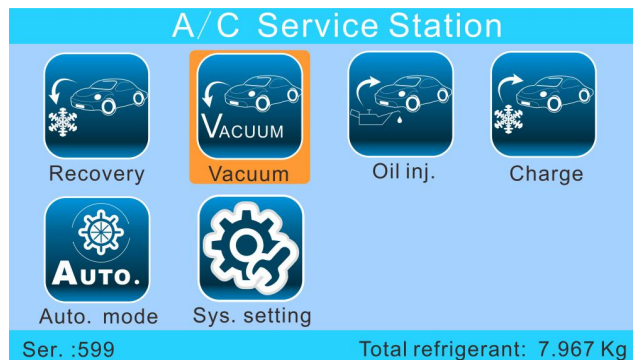 A/C Service Station
VACUUM
Recovery Vacuum Oil inj. Charge
AUTO.
Auto. mode Sys. setting
Ser. :599 Total refrigerant: 7.967 Kg